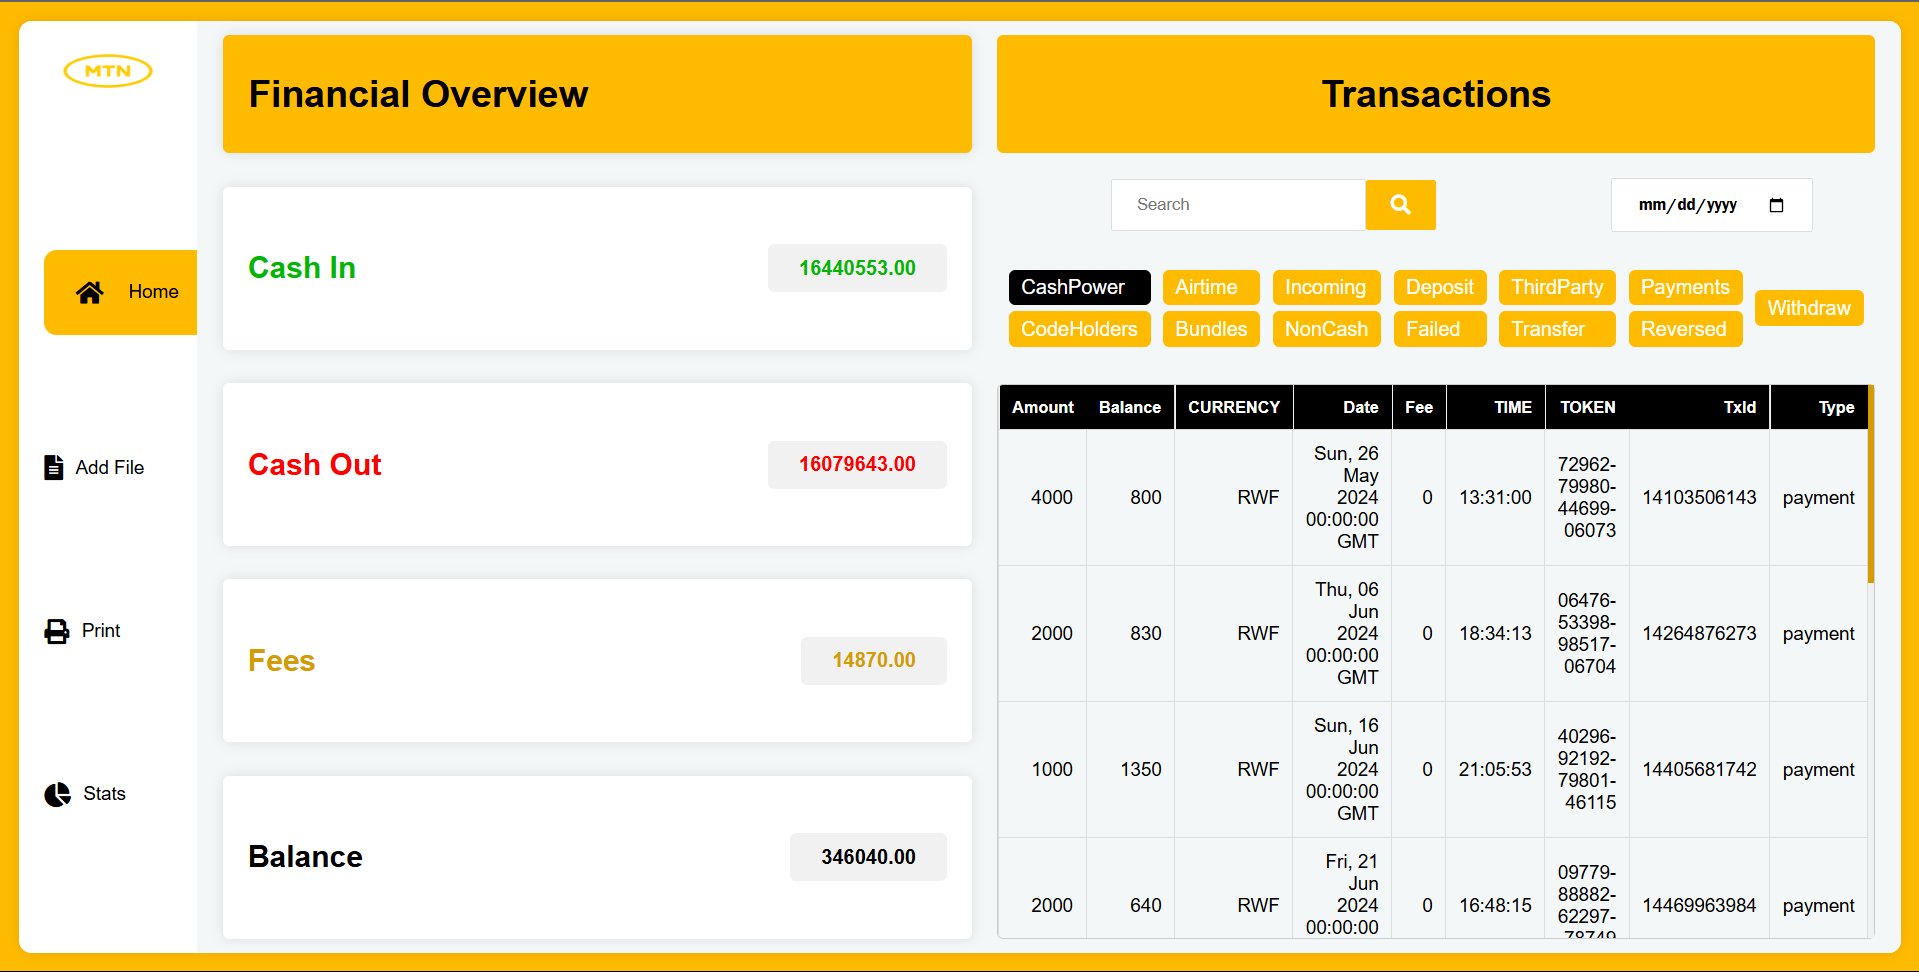 MTN
Home
Add File
Print
Stats
Financial Overview
Cash In
16440553.00
Cash Out
16079643.00
Fees
14870.00
Balance
346040.00
Transactions
Search
mm/dd/yyyy
CashPower Airtime Incoming Deposit ThirdParty Payments
Withdraw
CodeHolders Bundles NonCash Failed Transfer Reversed
Amount Balance CURRENCY Date Fee TIME TOKEN TxId Type
4000 800 RWF Sun, 26 May 2024 00:00:00 GMT 0 13:31:00 72962-79980-44699-06073 14103506143 payment
2000 830 RWF Thu, 06 Jun 2024 00:00:00 GMT 0 18:34:13 06476-53398-98517-06704 14264876273 payment
1000 1350 RWF Sun, 16 Jun 2024 00:00:00 GMT 0 21:05:53 40296-92192-79801-46115 14405681742 payment
2000 640 RWF Fri, 21 Jun 2024 00:00:00 0 16:48:15 09779-88882-62297- 14469963984 payment